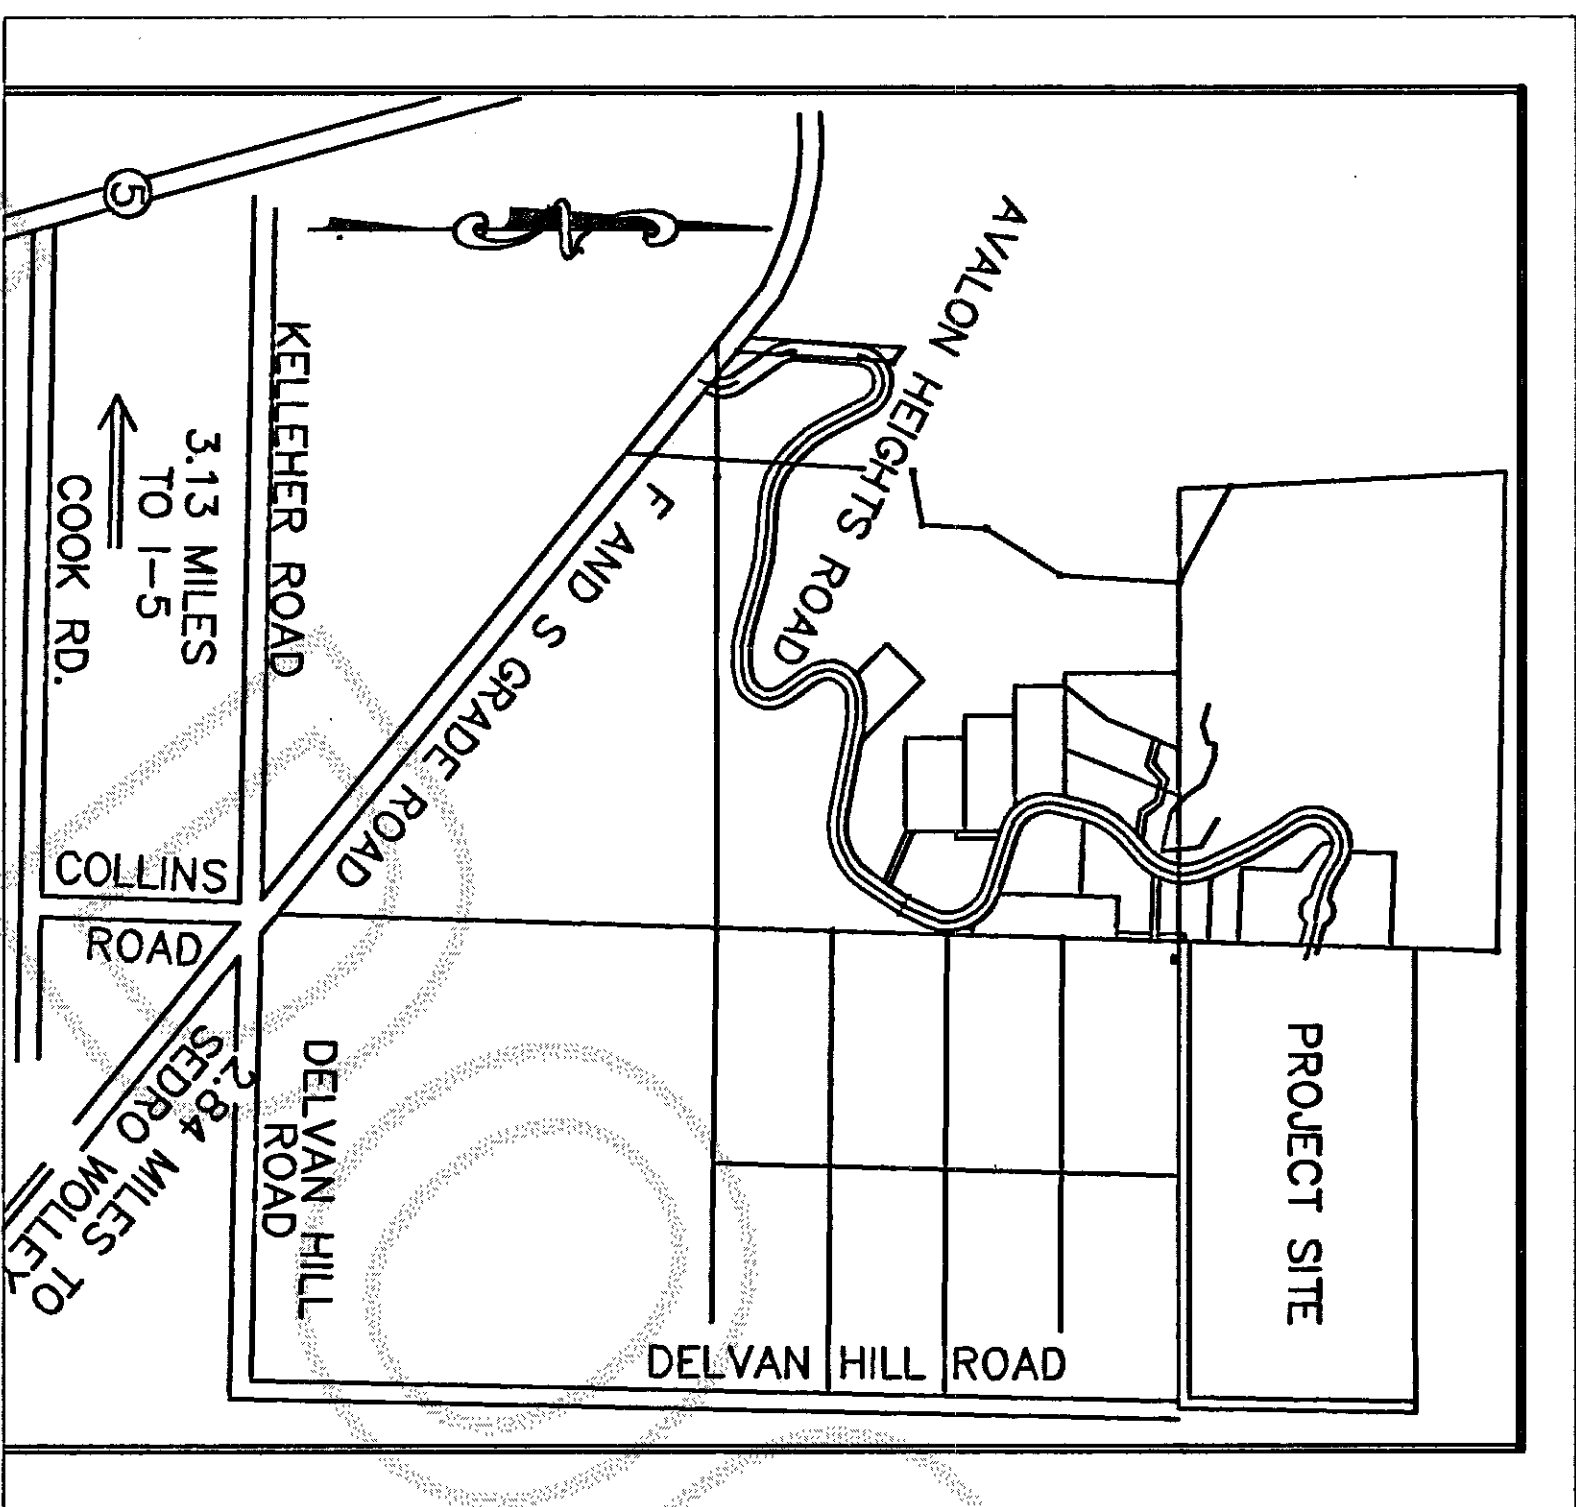 AVALON HEIGHTS ROAD
PROJECT SITE
F AND S GRADE ROAD
KELLEHER ROAD
5
3.13 MILES
TO I-5
COOK RD.
COLLINS
ROAD
DELVAN HILL
ROAD
DELVAN HILL ROAD
2.84 MILES TO
SEDRO WOLLEY